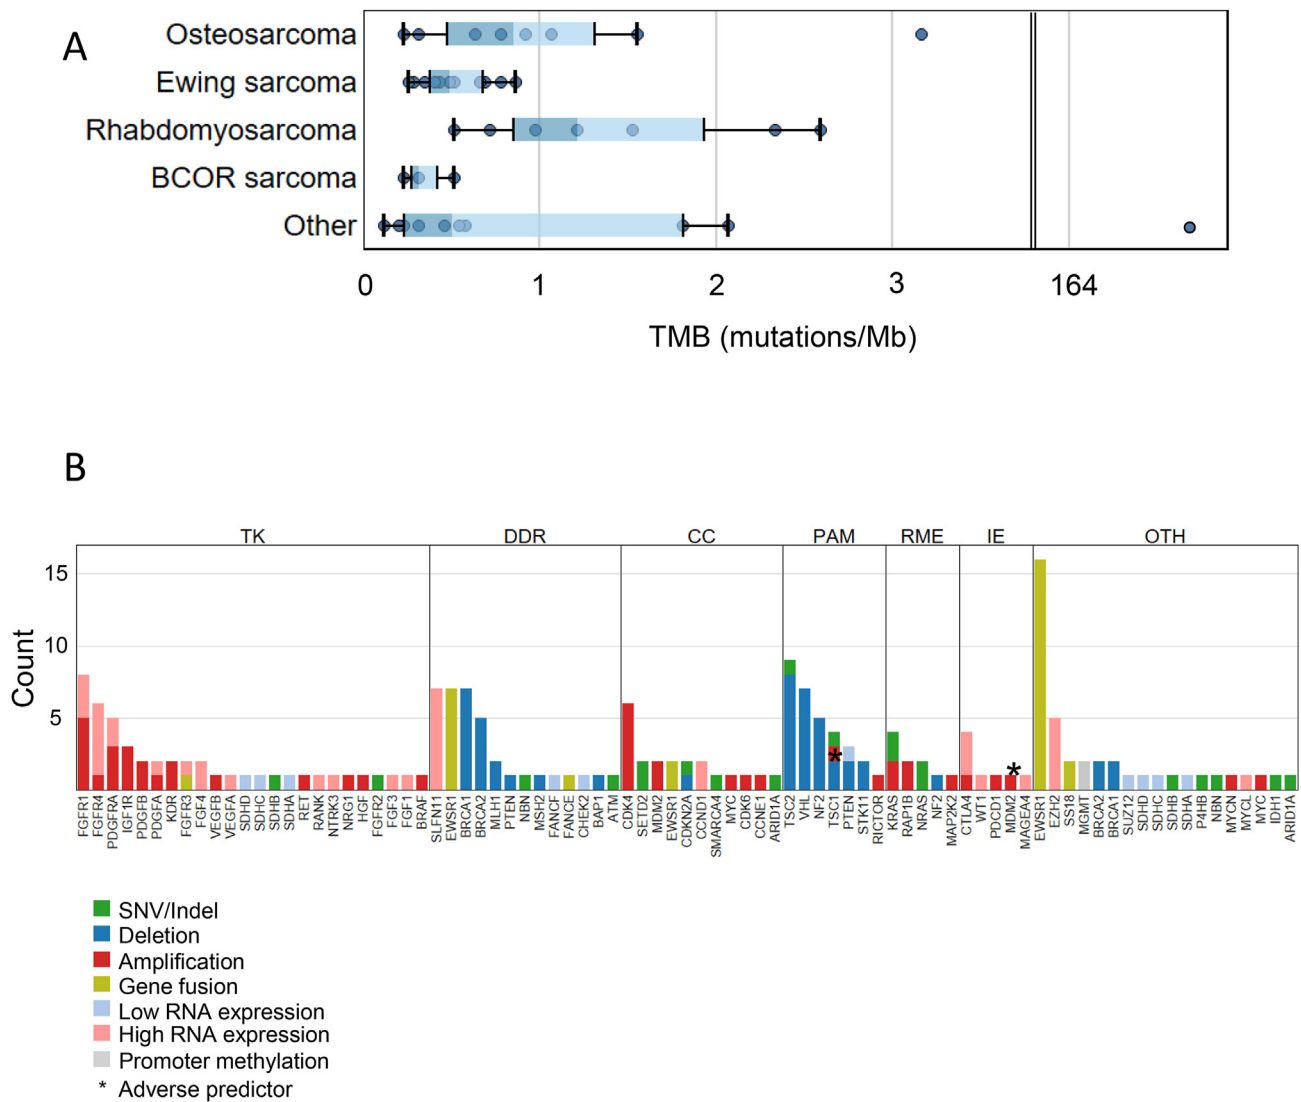 A
Osteosarcoma
Ewing sarcoma
Rhabdomyosarcoma
BCOR sarcoma
Other
0 1 2 3 164
TMB (mutations/Mb)
B
TK DDR CC PAM RME IE OTH
Count
15
10
5
*
*
FGFR1 FGFR4 PDGFRA IGF1R PDGFB PDGFA KDR FGFR3 FGF4 VEGFB VEGFA SDHD SDHC SDHB SDHA RET RANK NTRK3 NRG1 HGF FGFR2 FGF3 FGF1 BRAF SLFN11 EWSR1 BRCA1 BRCA2 MLH1 PTEN NBN MSH2 FANCF FANCE CHEK2 BAP1 ATM CDK4 SETD2 MDM2 EWSR1 CDKN2A CCND1 SMARCA4 MYC CDK6 CCNE1 ARID1A TSC2 VHL NF2 TSC1 PTEN STK11 RICTOR KRAS RAP1B NRAS NF2 MAP2K2 CTLA4 WT1 PDCD1 MDM2 MAGEA4 EWSR1 EZH2 SS18 MGMT BRCA2 BRCA1 SUZ12 SDHD SDHC SDHB SDHA P4HB NBN MYCN MYCL MYC IDH1 ARID1A
SNV/Indel
Deletion
Amplification
Gene fusion
Low RNA expression
High RNA expression
Promoter methylation
* Adverse predictor